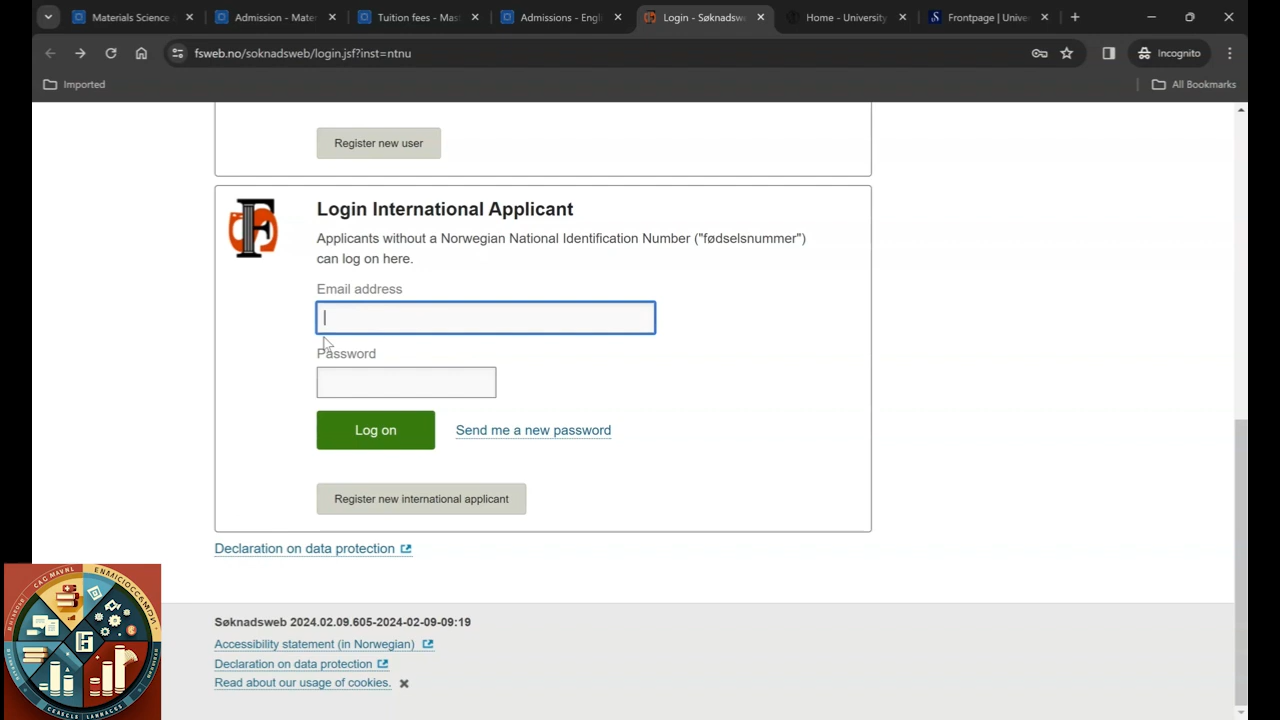 Materials Science
Admission - Mater
Tuition fees - Mas
Admissions - Engl
Login - Søknadsw
Home - University
Frontpage | Unive
fsweb.no/soknadsweb/login.jsf?inst=ntnu
Incognito
Imported
All Bookmarks
Register new user
Login International Applicant
Applicants without a Norwegian National Identification Number ("fødselsnummer")
can log on here.
Email address
Password
Log on
Send me a new password
Register new international applicant
Declaration on data protection
Søknadsweb 2024.02.09.605-2024-02-09-09:19
Accessibility statement (in Norwegian)
Declaration on data protection
Read about our usage of cookies.